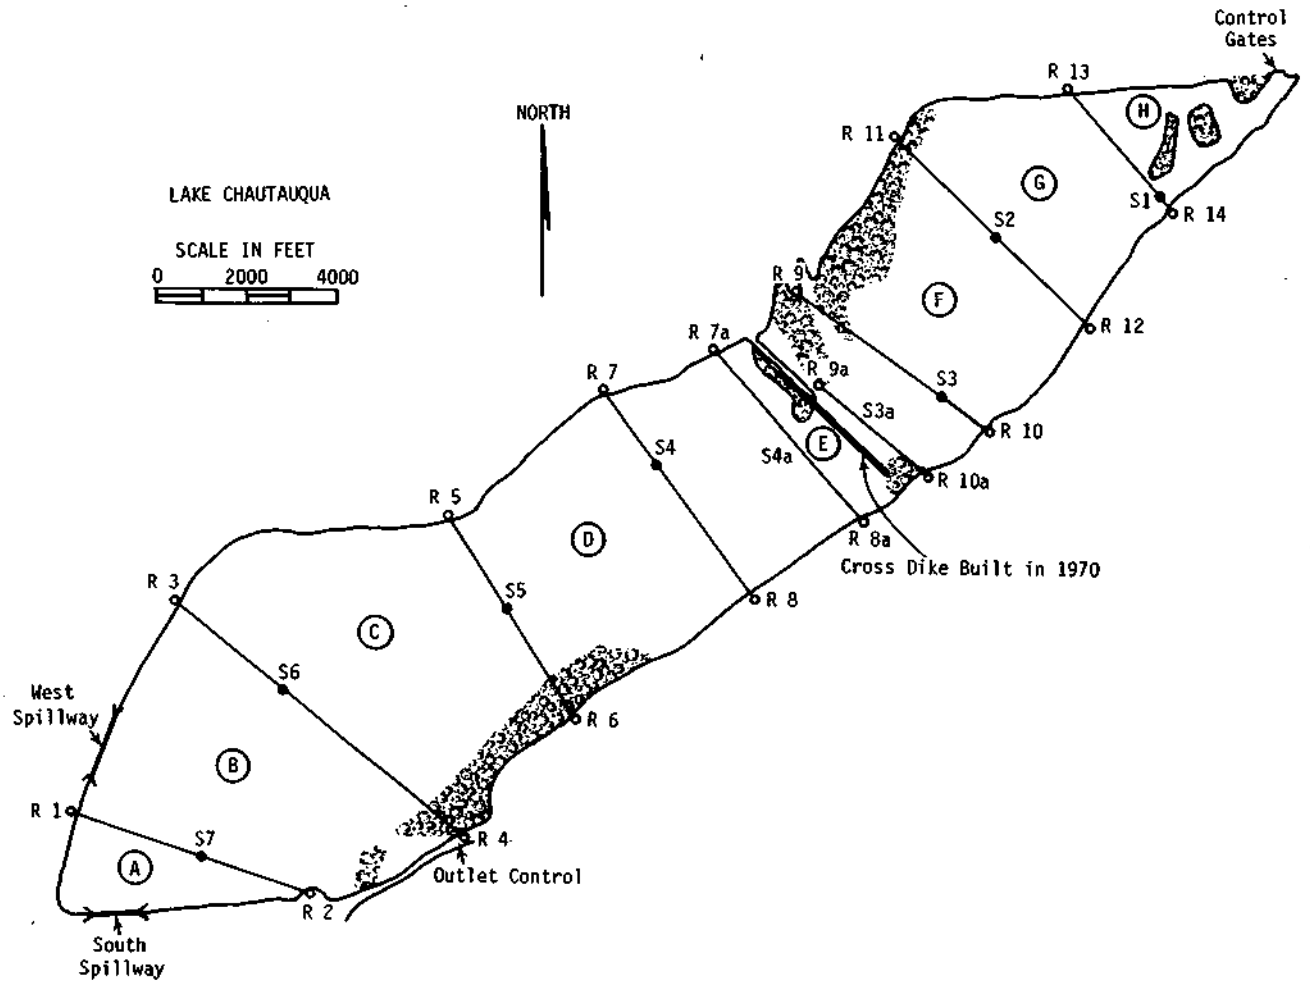 Control
Gates
R 13
H
NORTH
R 11
G
LAKE CHAUTAUQUA
S1
R 14
S2
SCALE IN FEET
0 2000 4000
R 9
F
R 12
R 7a
R 7
R 9a
S3
S3a
R 10
E
S4
S4a
R 10a
R 5
R 8a
D
Cross Dike Built in 1970
R 3
S5
R 8
C
S6
West
Spillway
R 6
B
R 1
S7
R 4
A
Outlet Control
R 2
South
Spillway